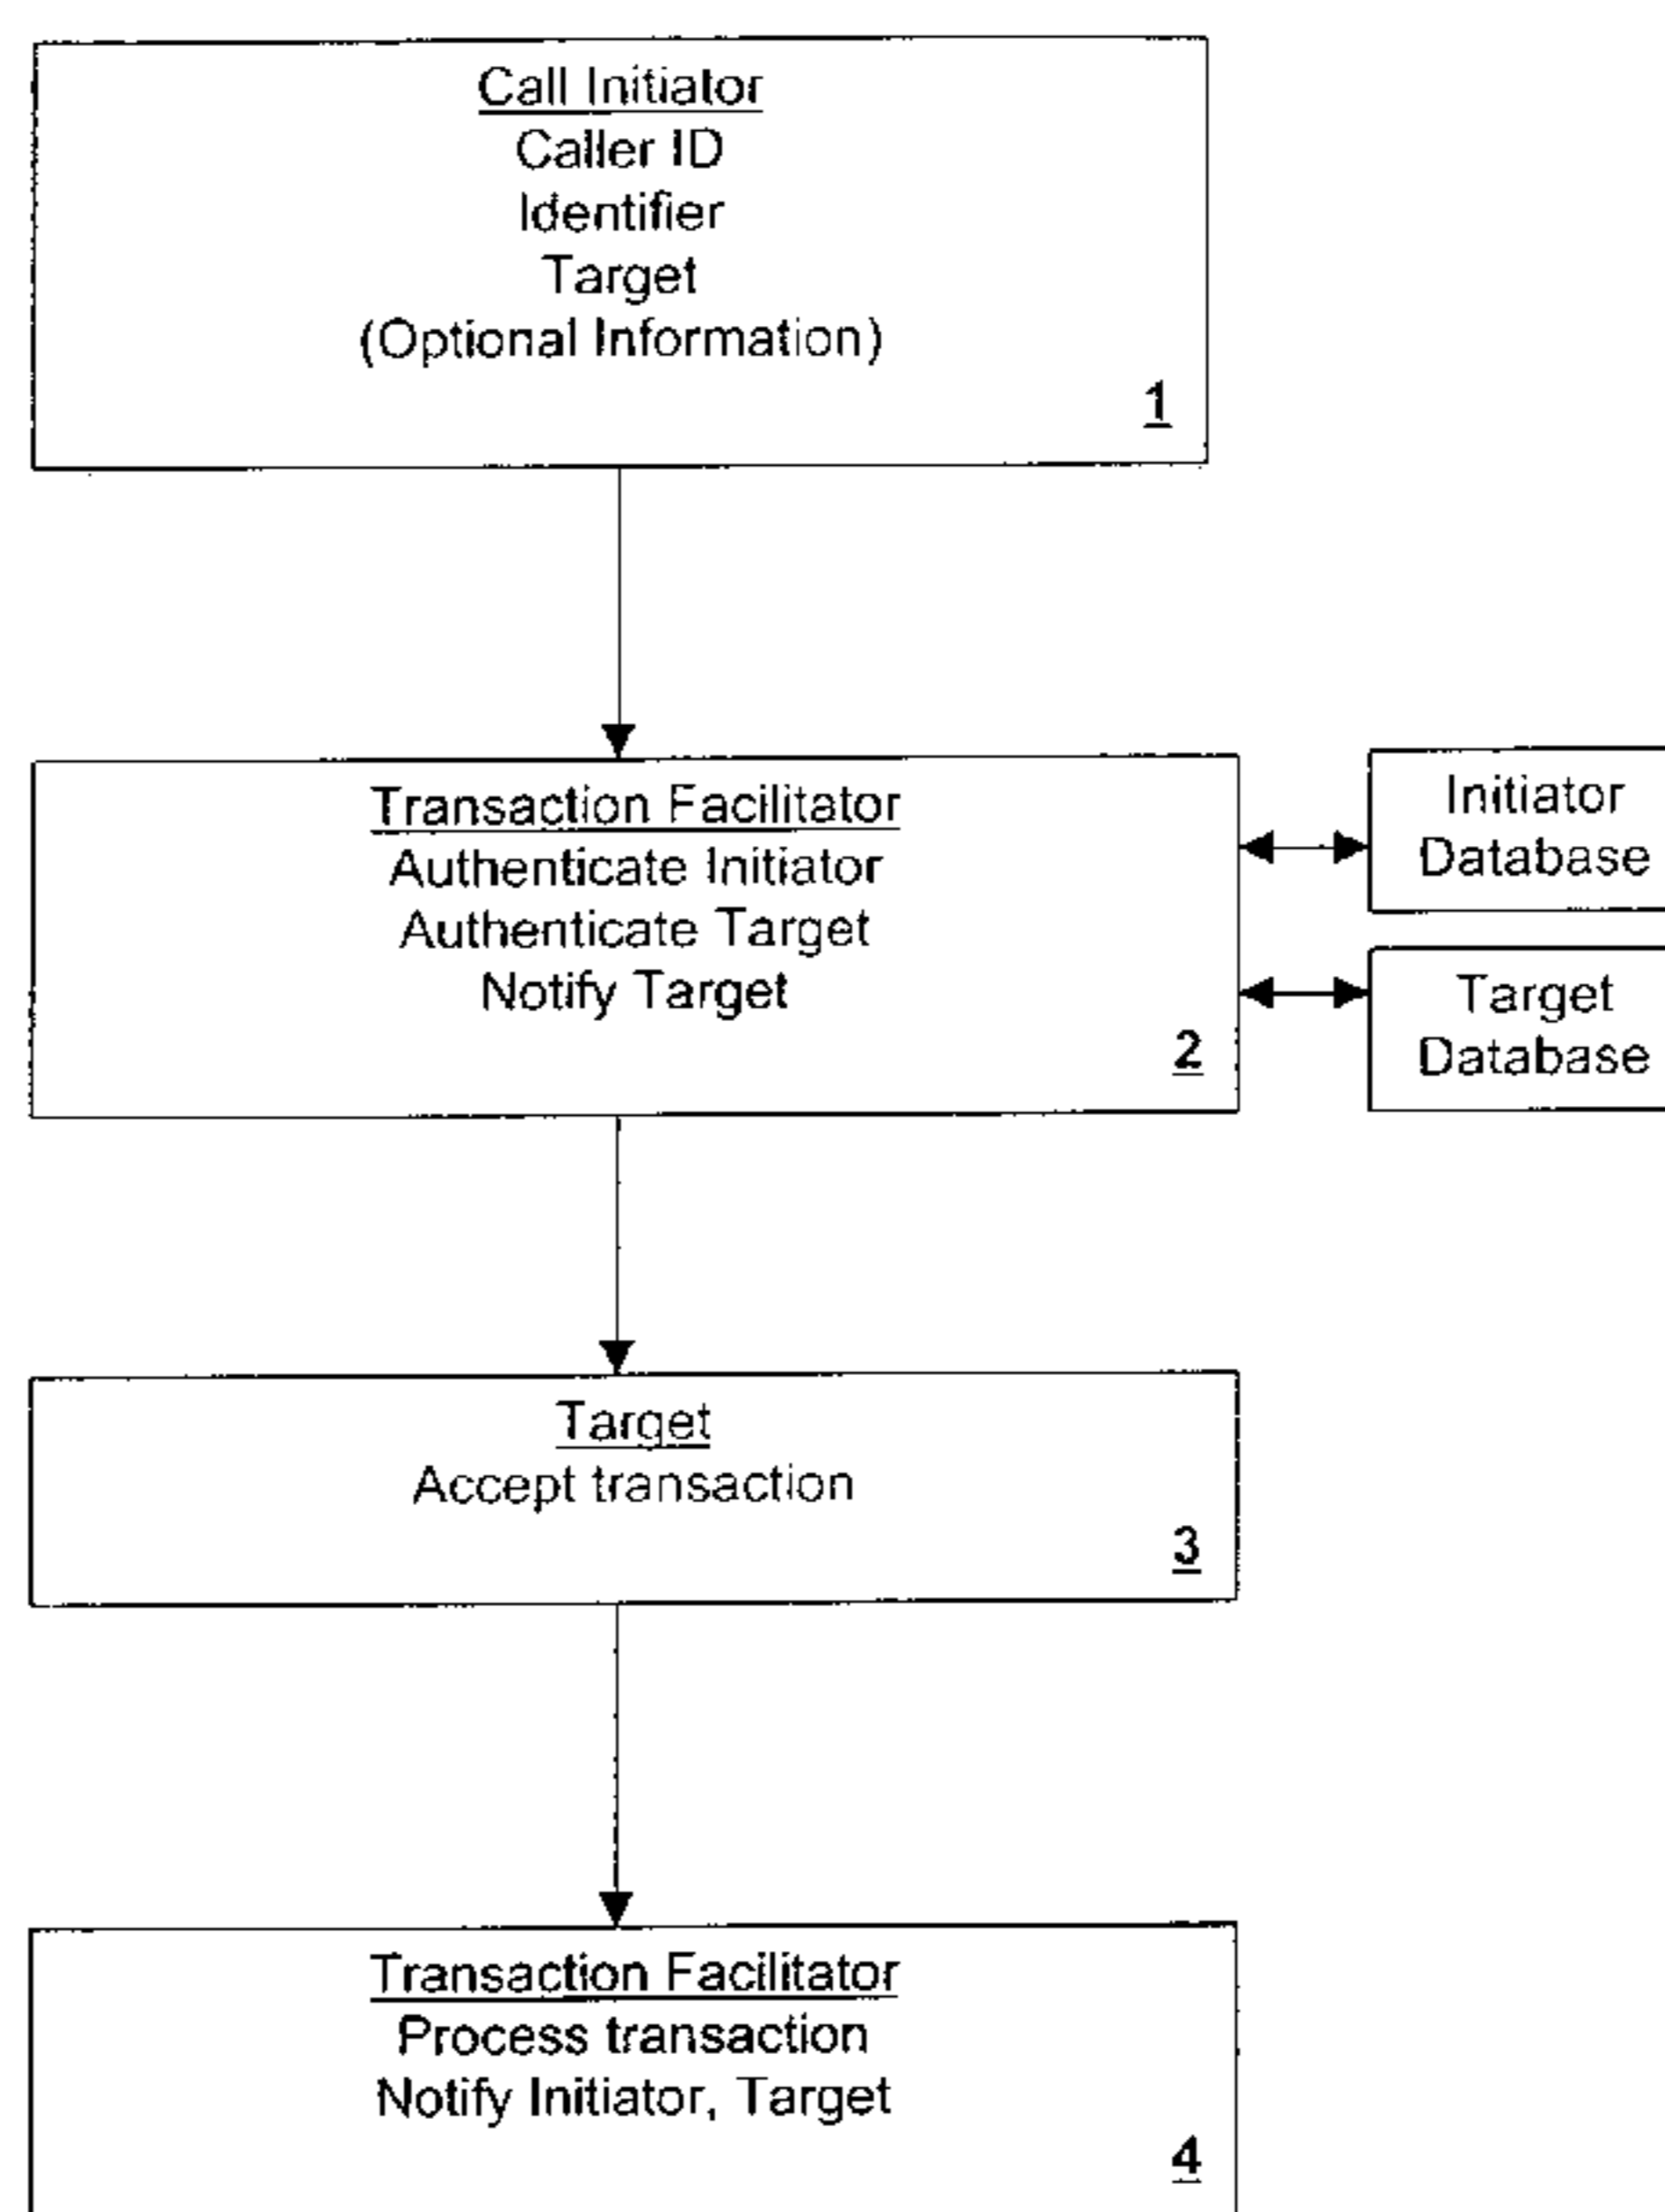 Call Initiator
Caller ID
Identifier
Target
(Optional Information)
1
Transaction Facilitator
Authenticate Initiator
Authenticate Target
Notify Target
2
Initiator
Database
Target
Database
Target
Accept transaction
3
Transaction Facilitator
Process transaction
Notify Initiator, Target
4